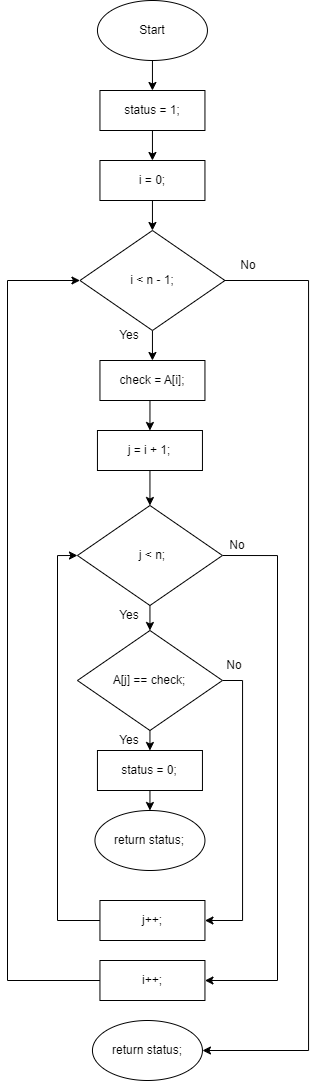 Start
status = 1;
i = 0;
i < n - 1;
No
Yes
check = A[i];
j = i + 1;
j < n;
No
Yes
A[j] == check;
No
Yes
status = 0;
return status;
j++;
i++;
return status;